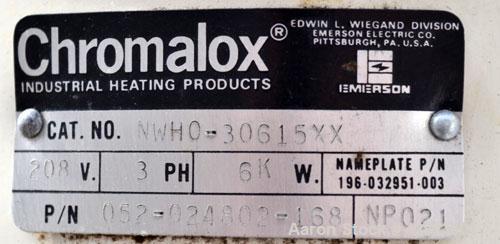 Chromalox®
INDUSTRIAL HEATING PRODUCTS
EDWIN L. WIEGAND DIVISION
EMERSON ELECTRIC CO.
PITTSBURGH, PA. U.S.A.
EMERSON
CAT. NO. NWHO-30615XX
208 V. 3 PH 6K W. NAMEPLATE P/N
196-032951-003
P/N 052-024802-168 NP021
Aaron